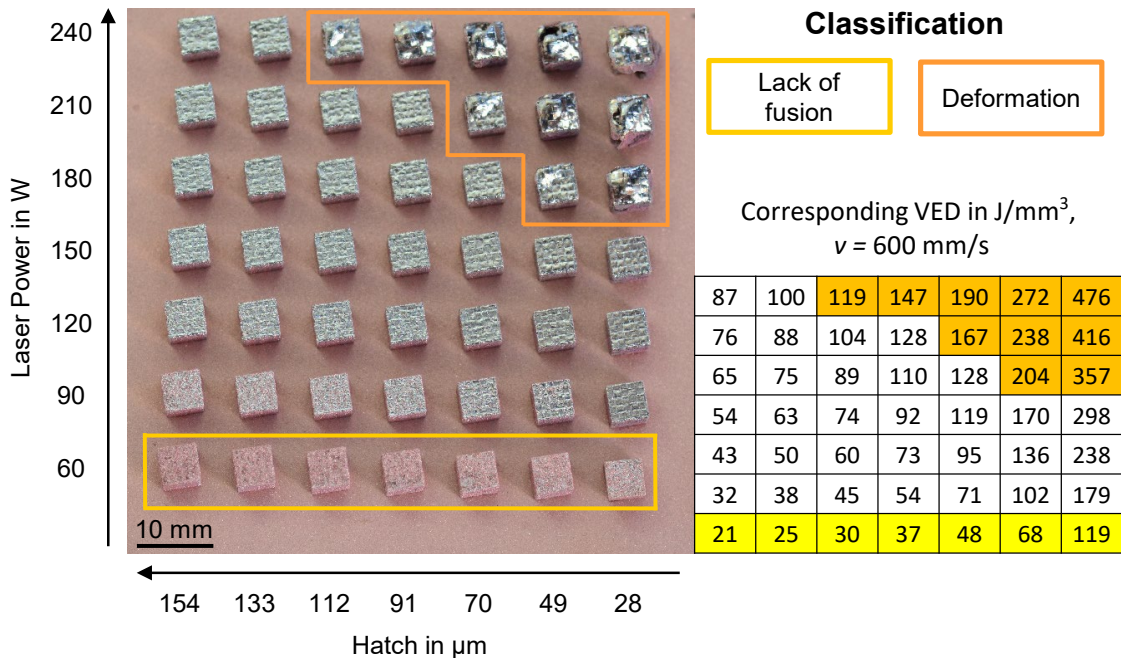 Laser Power in W
240
210
180
150
120
90
60
10 mm
154 133 112 91 70 49 28
Hatch in µm
Classification
Lack of
fusion
Deformation
Corresponding VED in J/mm³,
v = 600 mm/s
87 100 119 147 190 272 476
76 88 104 128 167 238 416
65 75 89 110 128 204 357
54 63 74 92 119 170 298
43 50 60 73 95 136 238
32 38 45 54 71 102 179
21 25 30 37 48 68 119